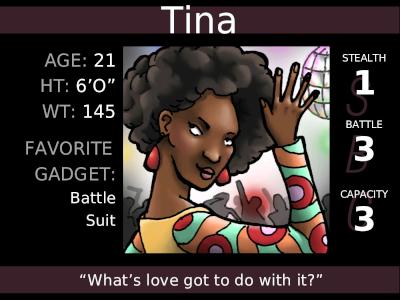 Tina
AGE: 21
HT: 6’O”
WT: 145
FAVORITE
GADGET:
Battle
Suit
STEALTH
1
BATTLE
3
CAPACITY
3
“What’s love got to do with it?”